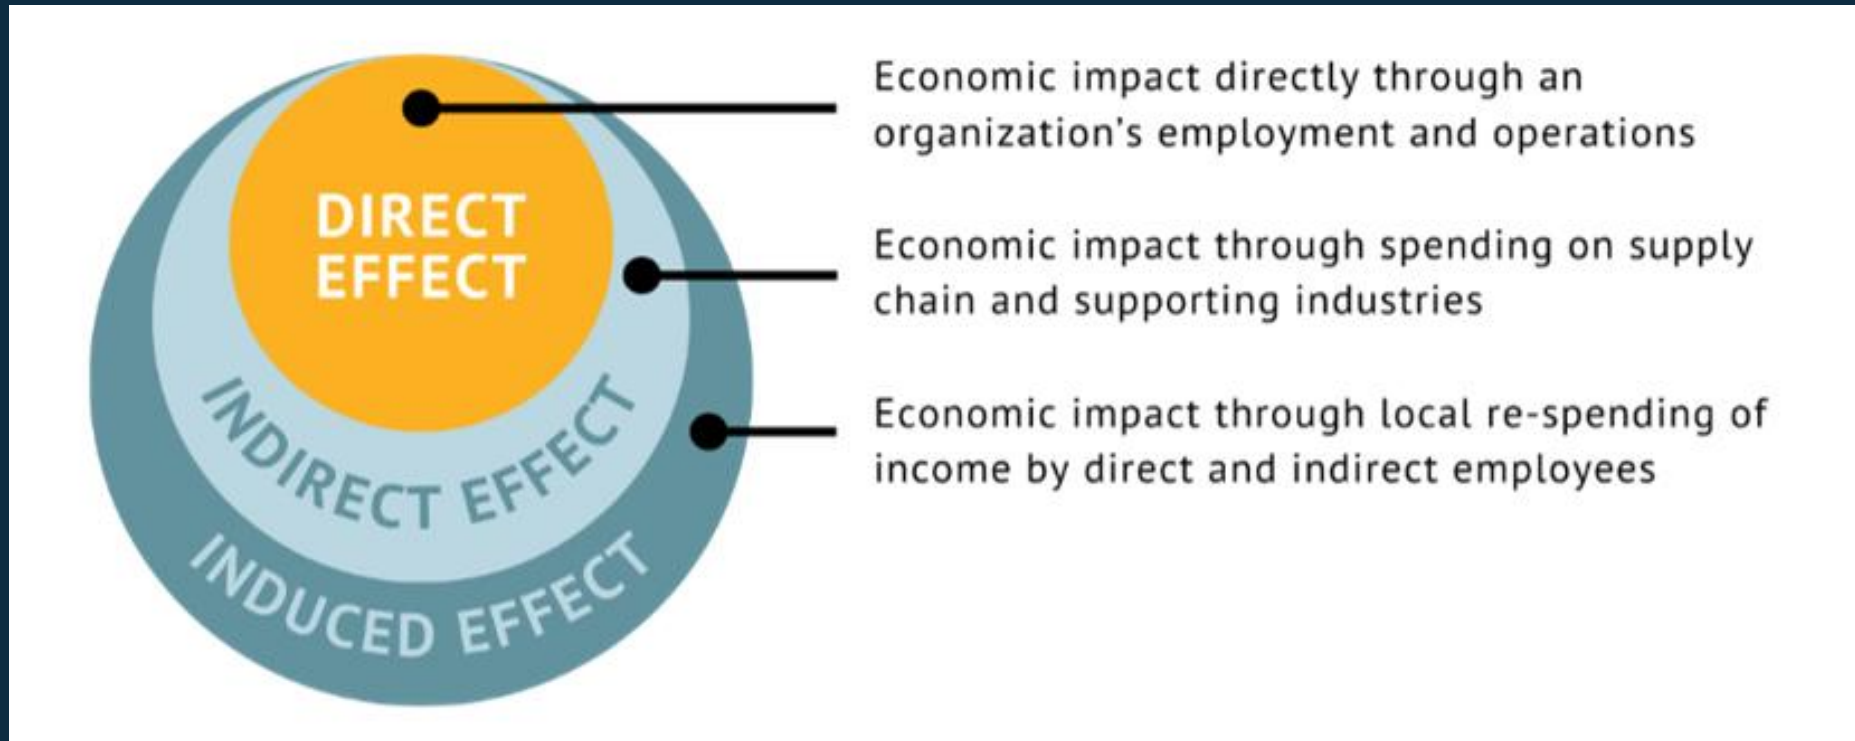 DIRECT
EFFECT
INDIRECT EFFECT
INDUCED EFFECT
Economic impact directly through an
organization's employment and operations
Economic impact through spending on supply
chain and supporting industries
Economic impact through local re-spending of
income by direct and indirect employees